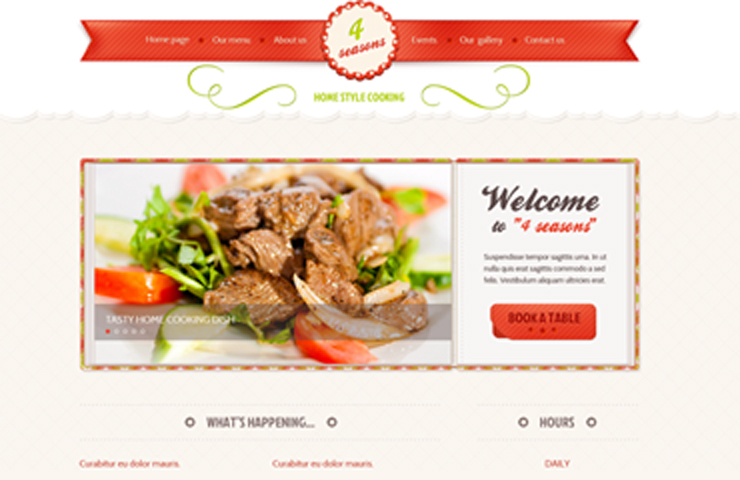 Home page Our menu About us
4
seasons
Events Our gallery Contact us
HOME STYLE COOKING
Welcome
to "4 seasons"
Suspendisse tempor sagittis urna. In ut
nulla quis erat sagittis commodo a sed
felis. Vestibulum aliquam ultricies erat.
BOOK A TABLE
TASTY HOME COOKING DISH
WHAT'S HAPPENING...
HOURS
Curabitur eu dolor mauris.
Curabitur eu dolor mauris.
DAILY